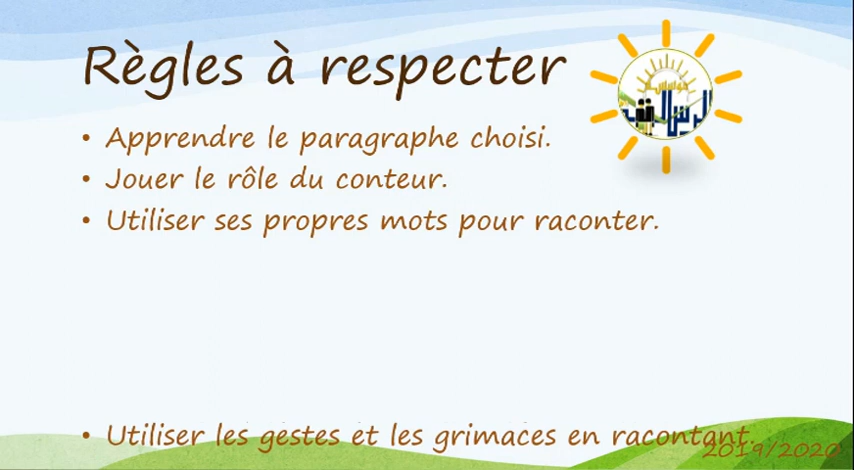 Règles à respecter
• Apprendre le paragraphe choisi.
• Jouer le rôle du conteur.
• Utiliser ses propres mots pour raconter.
• Utiliser les gestes et les grimaces en racontant.
2019/2020